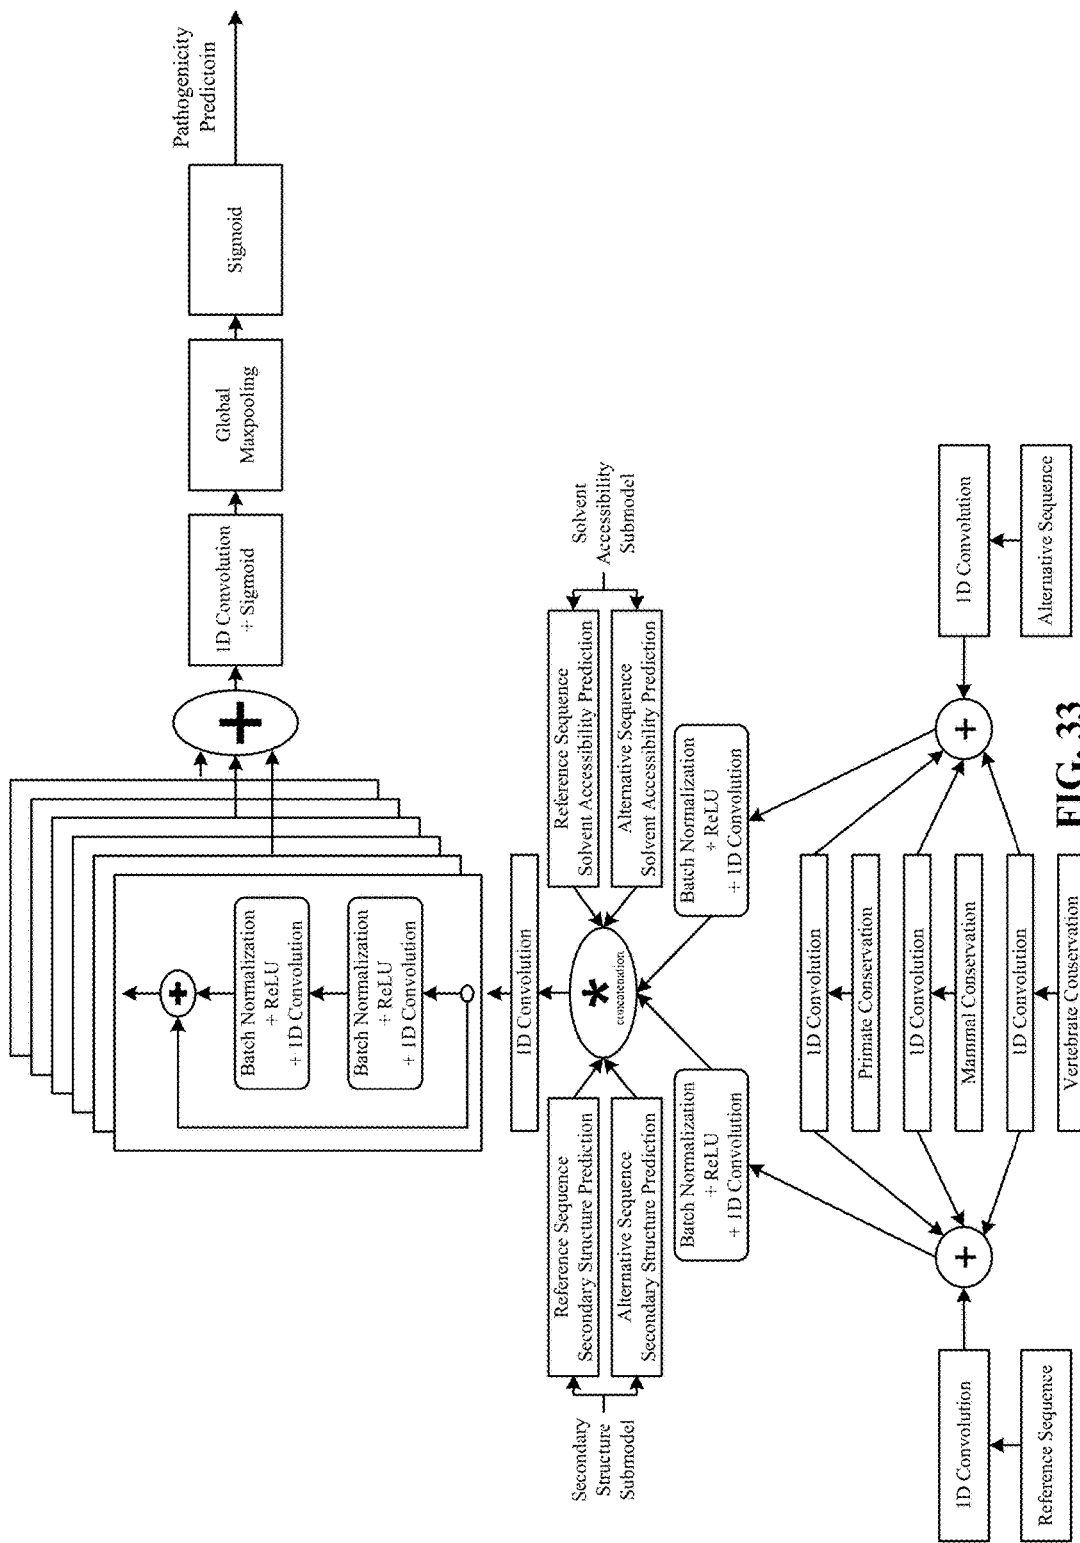 Pathogenicity
Predictoin
Sigmoid
Global
Maxpooling
1D Convolution
+ Sigmoid
+
+
Batch Normalization
+ ReLU
+ 1D Convolution
Batch Normalization
+ ReLU
+ 1D Convolution
1D Convolution
*
concatenation
Secondary
Structure
Submodel
Reference Sequence
Secondary Structure Prediction
Alternative Sequence
Secondary Structure Prediction
Reference Sequence
Solvent Accessibility Prediction
Alternative Sequence
Solvent Accessibility Prediction
Solvent
Accessibility
Submodel
Batch Normalization
+ ReLU
+ 1D Convolution
Batch Normalization
+ ReLU
+ 1D Convolution
1D Convolution
Reference Sequence
+
1D Convolution
Primate Conservation
1D Convolution
Mammal Conservation
1D Convolution
Vertebrate Conservation
+
1D Convolution
Alternative Sequence
FIG. 33